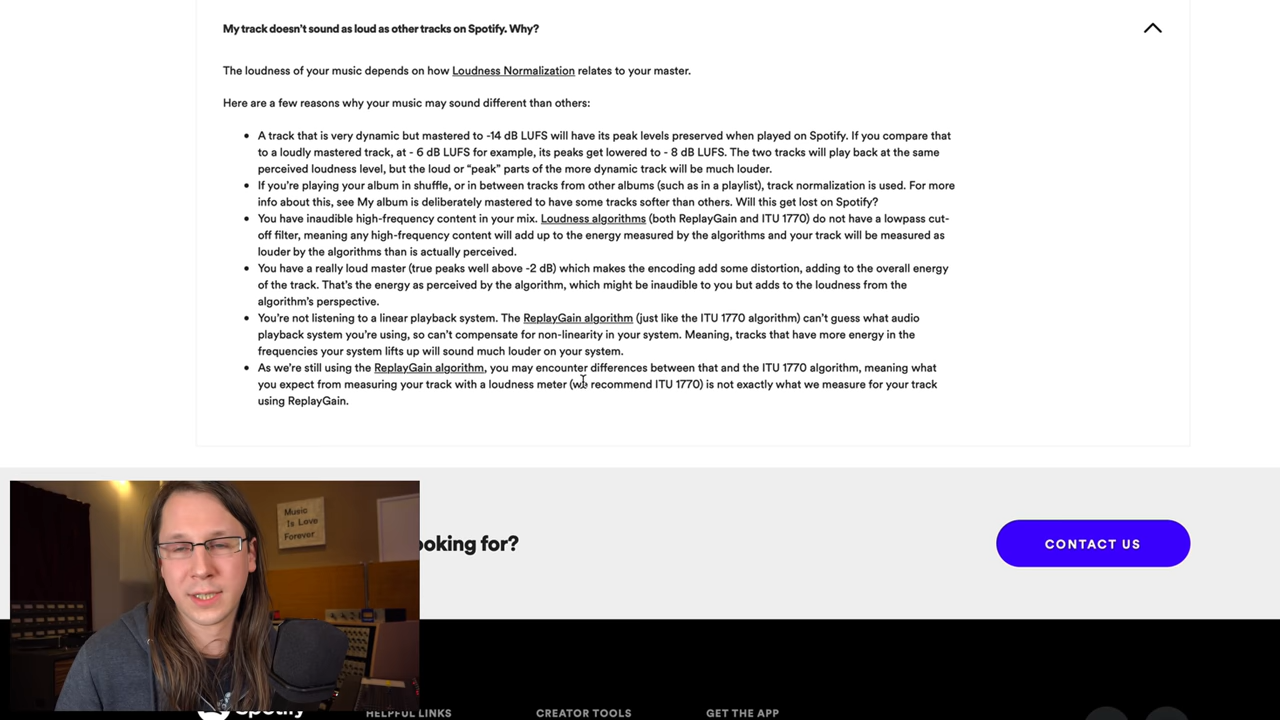 My track doesn't sound as loud as other tracks on Spotify. Why?
The loudness of your music depends on how Loudness Normalization relates to your master.
Here are a few reasons why your music may sound different than others:
• A track that is very dynamic but mastered to -14 dB LUFS will have its peak levels preserved when played on Spotify. If you compare that
to a loudly mastered track, at - 6 dB LUFS for example, its peaks get lowered to - 8 dB LUFS. The two tracks will play back at the same
perceived loudness level, but the loud or “peak” parts of the more dynamic track will be much louder.
• If you're playing your album in shuffle, or in between tracks from other albums (such as in a playlist), track normalization is used. For more
info about this, see My album is deliberately mastered to have some tracks softer than others. Will this get lost on Spotify?
• You have inaudible high-frequency content in your mix. Loudness algorithms (both ReplayGain and ITU 1770) do not have a lowpass cut-
off filter, meaning any high-frequency content will add up to the energy measured by the algorithms and your track will be measured as
louder by the algorithms than is actually perceived.
• You have a really loud master (true peaks well above -2 dB) which makes the encoding add some distortion, adding to the overall energy
of the track. That's the energy as perceived by the algorithm, which might be inaudible to you but adds to the loudness from the
algorithm's perspective.
• You're not listening to a linear playback system. The ReplayGain algorithm (just like the ITU 1770 algorithm) can't guess what audio
playback system you're using, so can't compensate for non-linearity in your system. Meaning, tracks that have more energy in the
frequencies your system lifts up will sound much louder on your system.
• As we're still using the ReplayGain algorithm, you may encounter differences between that and the ITU 1770 algorithm, meaning what
you expect from measuring your track with a loudness meter (we recommend ITU 1770) is not exactly what we measure for your track
using ReplayGain.
Music
Is Love
Forever
ooking for?
CONTACT US
Spotify
HELPFUL LINKS
CREATOR TOOLS
GET THE APP